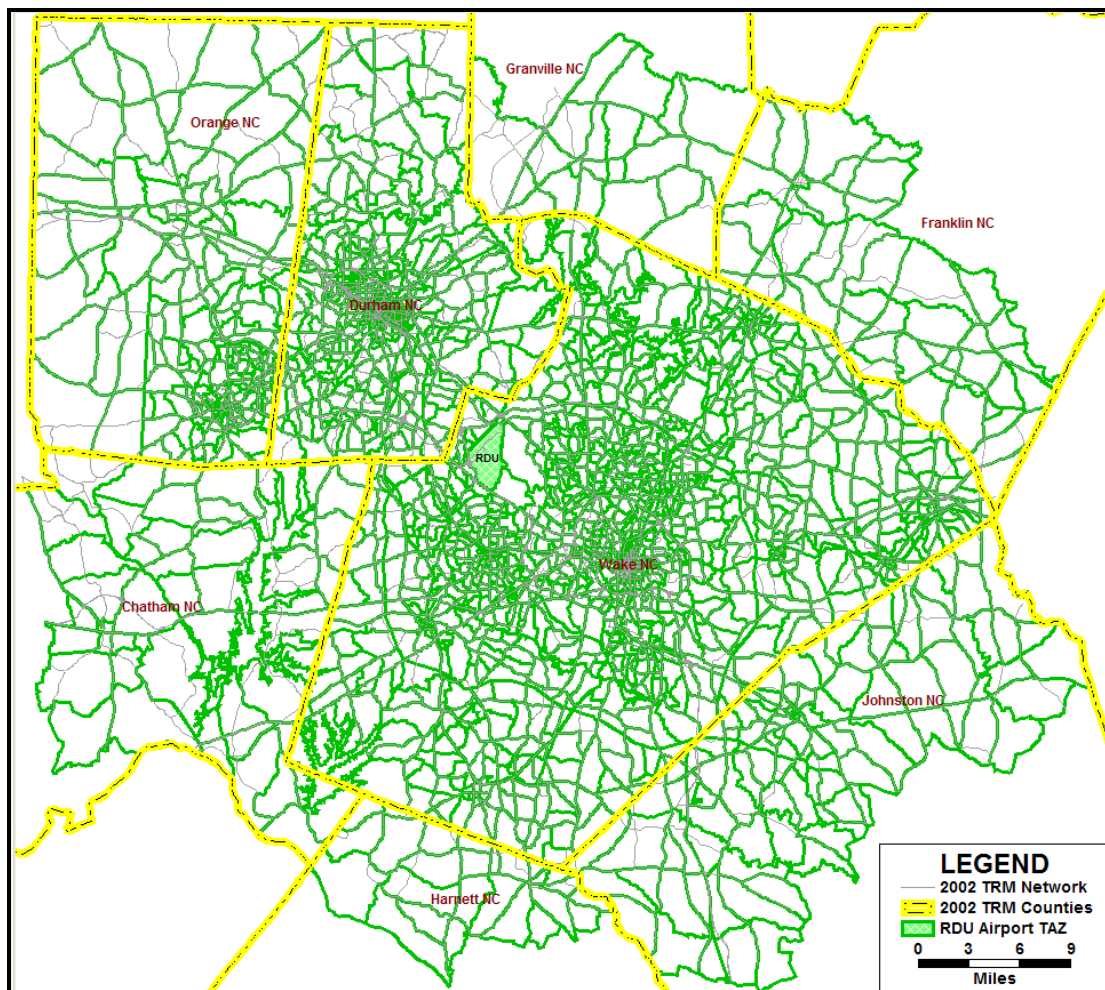 Granville NC
Orange NC
Franklin NC
Durham NC
RDU
Wake NC
Chatham NC
Johnston NC
Harnett NC
LEGEND
2002 TRM Network
2002 TRM Counties
RDU Airport TAZ
0 3 6 9
Miles